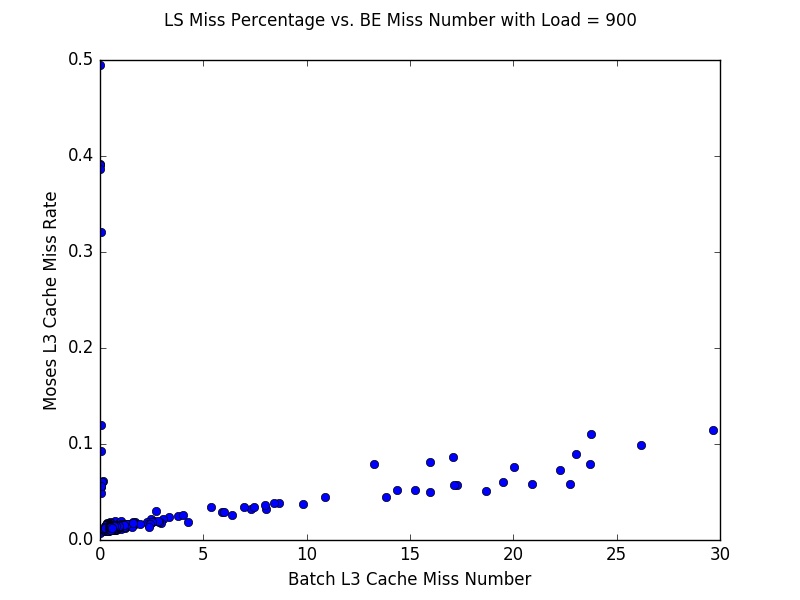 LS Miss Percentage vs. BE Miss Number with Load = 900
0.5
0.4
0.3
0.2
0.1
0.0
Moses L3 Cache Miss Rate
0 5 10 15 20 25 30
Batch L3 Cache Miss Number